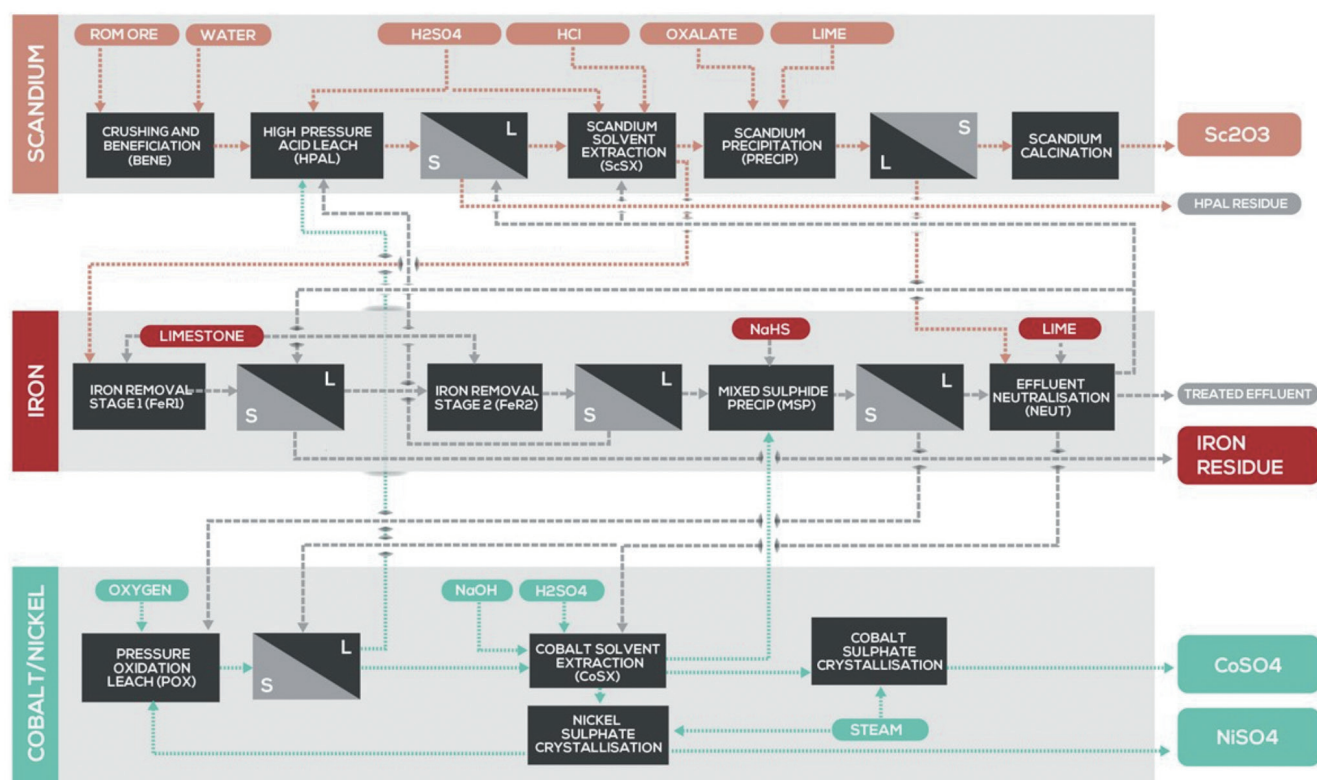 SCANDIUM
ROM ORE
WATER
H2S04
HCl
OXALATE
LIME
CRUSHING AND
BENEFICIATION
(BENE)
HIGH PRESSURE
ACID LEACH
(HPAL)
L
S
SCANDIUM
SOLVENT
EXTRACTION
(ScSX)
SCANDIUM
PRECIPITATION
(PRECIP)
S
L
SCANDIUM
CALCINATION
Sc2O3
HPAL RESIDUE
IRON
LIMESTONE
NaHS
LIME
IRON REMOVAL
STAGE 1 (FeR1)
L
S
IRON REMOVAL
STAGE 2 (FeR2)
L
S
MIXED SULPHIDE
PRECIP (MSP)
L
S
EFFLUENT
NEUTRALISATION
(NEUT)
TREATED EFFLUENT
IRON
RESIDUE
COBALT/NICKEL
OXYGEN
NaOH
H2SO4
PRESSURE
OXIDATION
LEACH (POX)
L
S
COBALT SOLVENT
EXTRACTION
(CoSX)
COBALT
SULPHATE
CRYSTALLISATION
CoSO4
NICKEL
SULPHATE
CRYSTALLISATION
STEAM
NiSO4